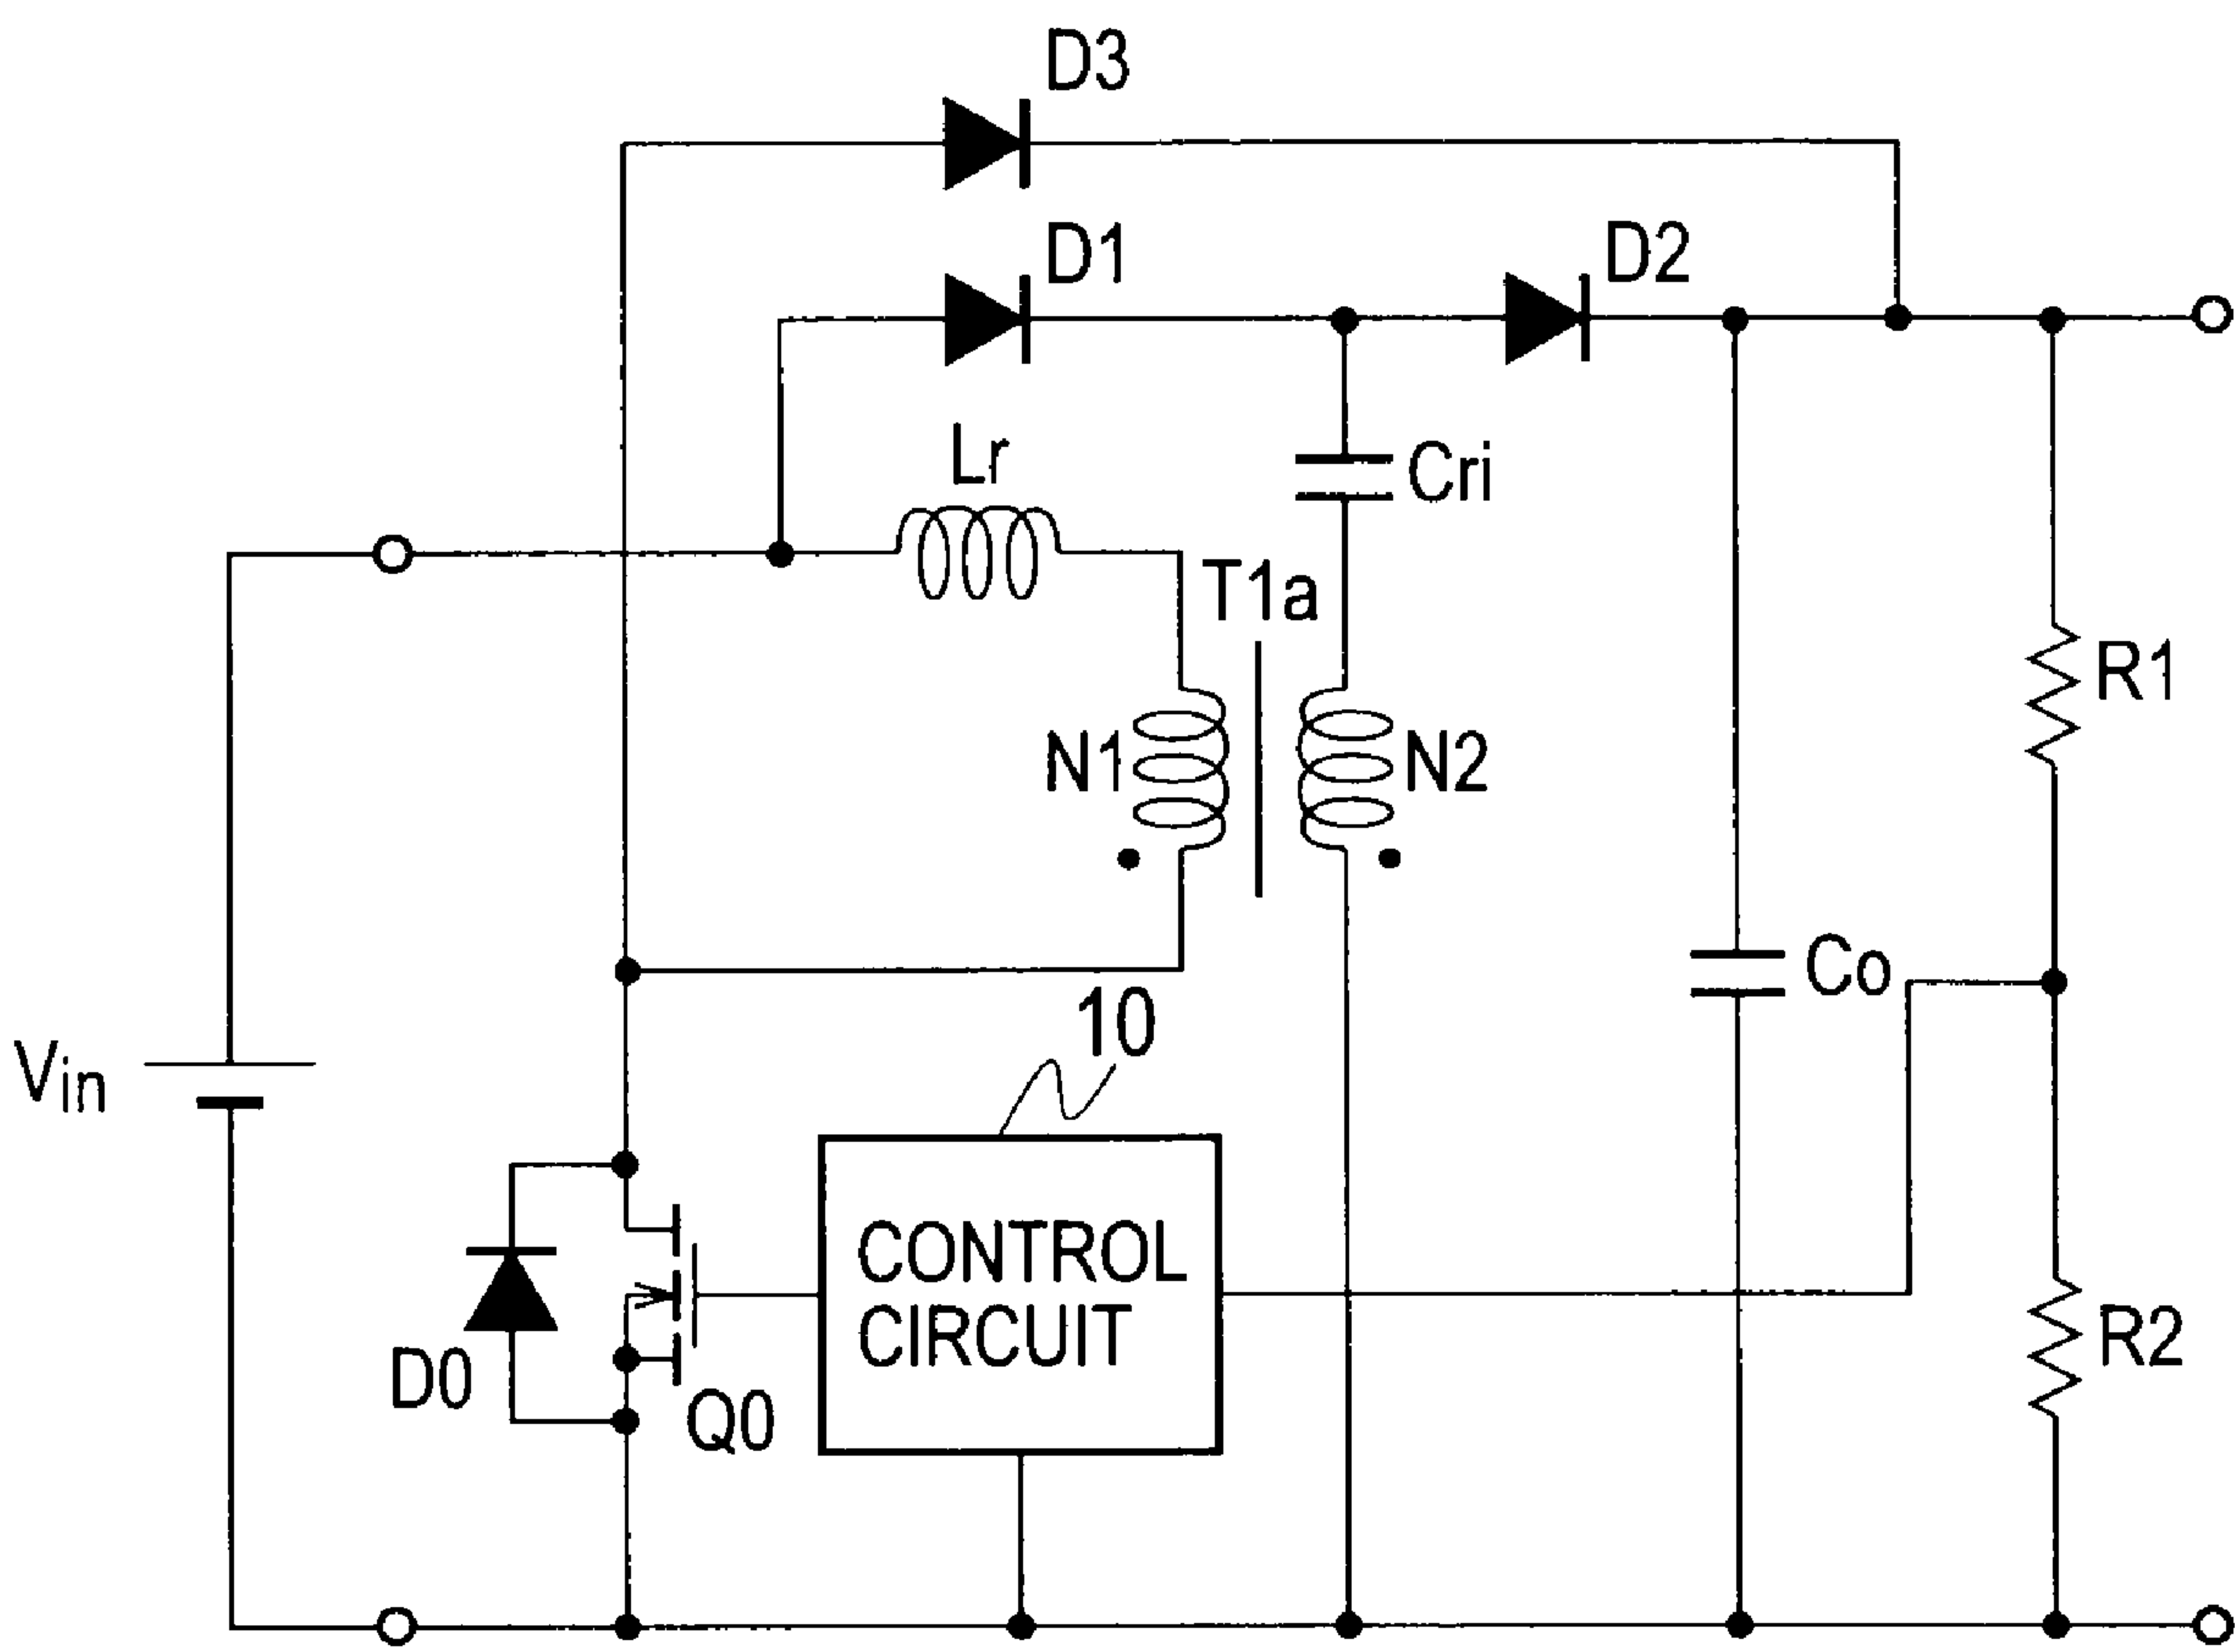 D3
D1
D2
Lr
Cri
T1a
R1
N1
N2
Co
10
Vin
CONTROL
CIRCUIT
R2
D0
Q0